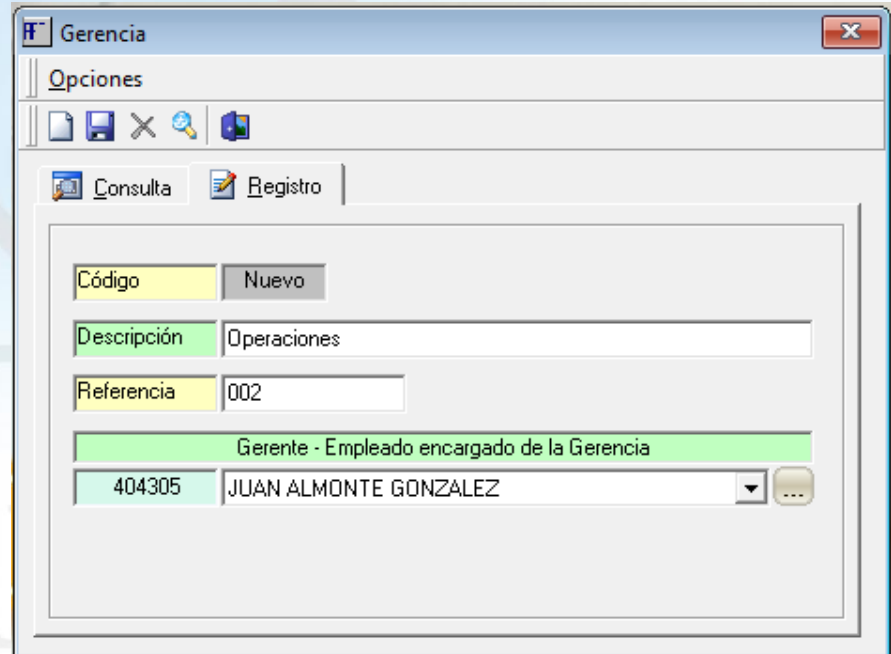 Gerencia
Opciones
Consulta Registro
Código Nuevo
Descripción Operaciones
Referencia 002
Gerente - Empleado encargado de la Gerencia
404305 JUAN ALMONTE GONZALEZ ...